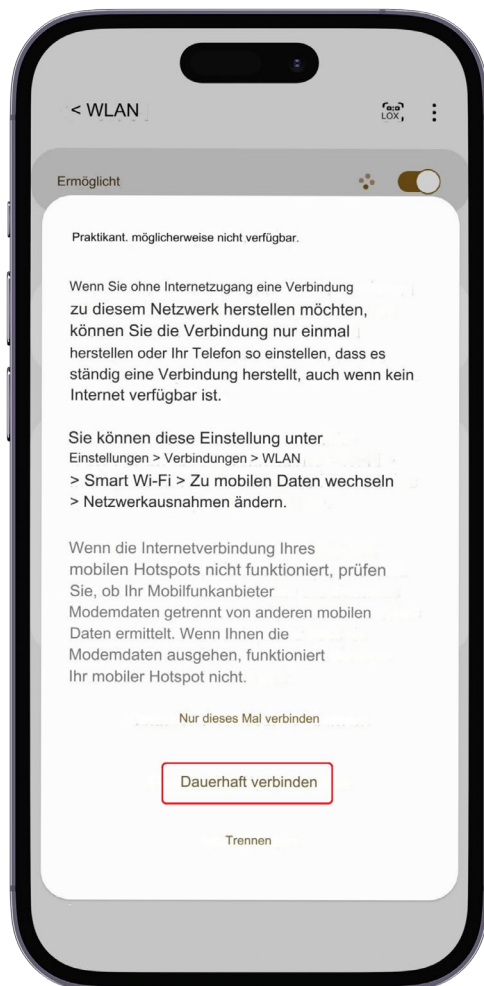 < WLAN
LOX,
Ermöglicht
Praktikant. möglicherweise nicht verfügbar.
Wenn Sie ohne Internetzugang eine Verbindung
zu diesem Netzwerk herstellen möchten,
können Sie die Verbindung nur einmal
herstellen oder Ihr Telefon so einstellen, dass es
ständig eine Verbindung herstellt, auch wenn kein
Internet verfügbar ist.
Sie können diese Einstellung unter
Einstellungen > Verbindungen > WLAN
> Smart Wi-Fi > Zu mobilen Daten wechseln
> Netzwerkausnahmen ändern.
Wenn die Internetverbindung Ihres
mobilen Hotspots nicht funktioniert, prüfen
Sie, ob Ihr Mobilfunkanbieter
Modemdaten getrennt von anderen mobilen
Daten ermittelt. Wenn Ihnen die
Modemdaten ausgehen, funktioniert
Ihr mobiler Hotspot nicht.
Nur dieses Mal verbinden
Dauerhaft verbinden
Trennen